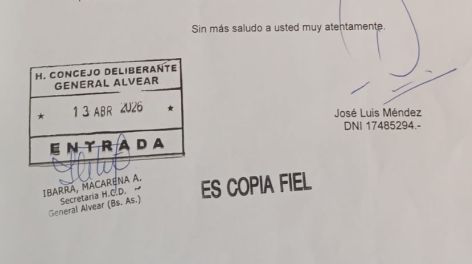 Sin más saludo a usted muy atentamente.
H. CONCEJO DELIBERANTE
GENERAL ALVEAR
★ 13 ABR 2026 ★
ENTRADA
José Luis Méndez
DNI 17485294.-
IBARRA, MACARENA A.
Secretaria H.C.D.
General Alvear (Bs. As.)
ES COPIA FIEL